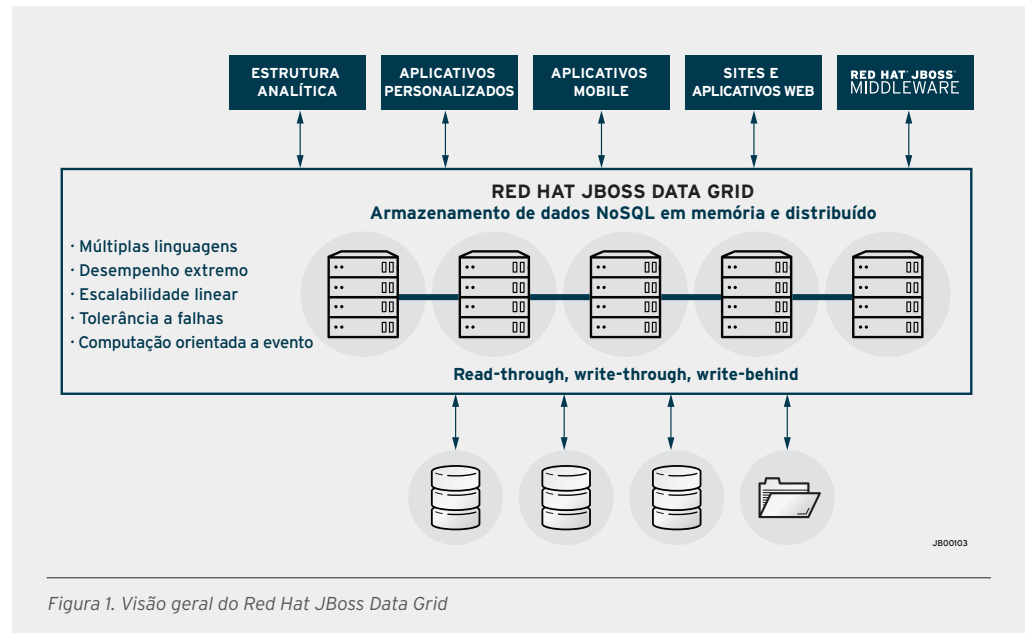 ESTRUTURA
ANALÍTICA
APLICATIVOS
PERSONALIZADOS
APLICATIVOS
MOBILE
SITES E
APLICATIVOS WEB
RED HAT® JBOSS®
MIDDLEWARE
RED HAT JBOSS DATA GRID
Armazenamento de dados NoSQL em memória e distribuído
· Múltiplas linguagens
· Desempenho extremo
· Escalabilidade linear
· Tolerância a falhas
· Computação orientada a evento
Read-through, write-through, write-behind
JB00103
Figura 1. Visão geral do Red Hat JBoss Data Grid